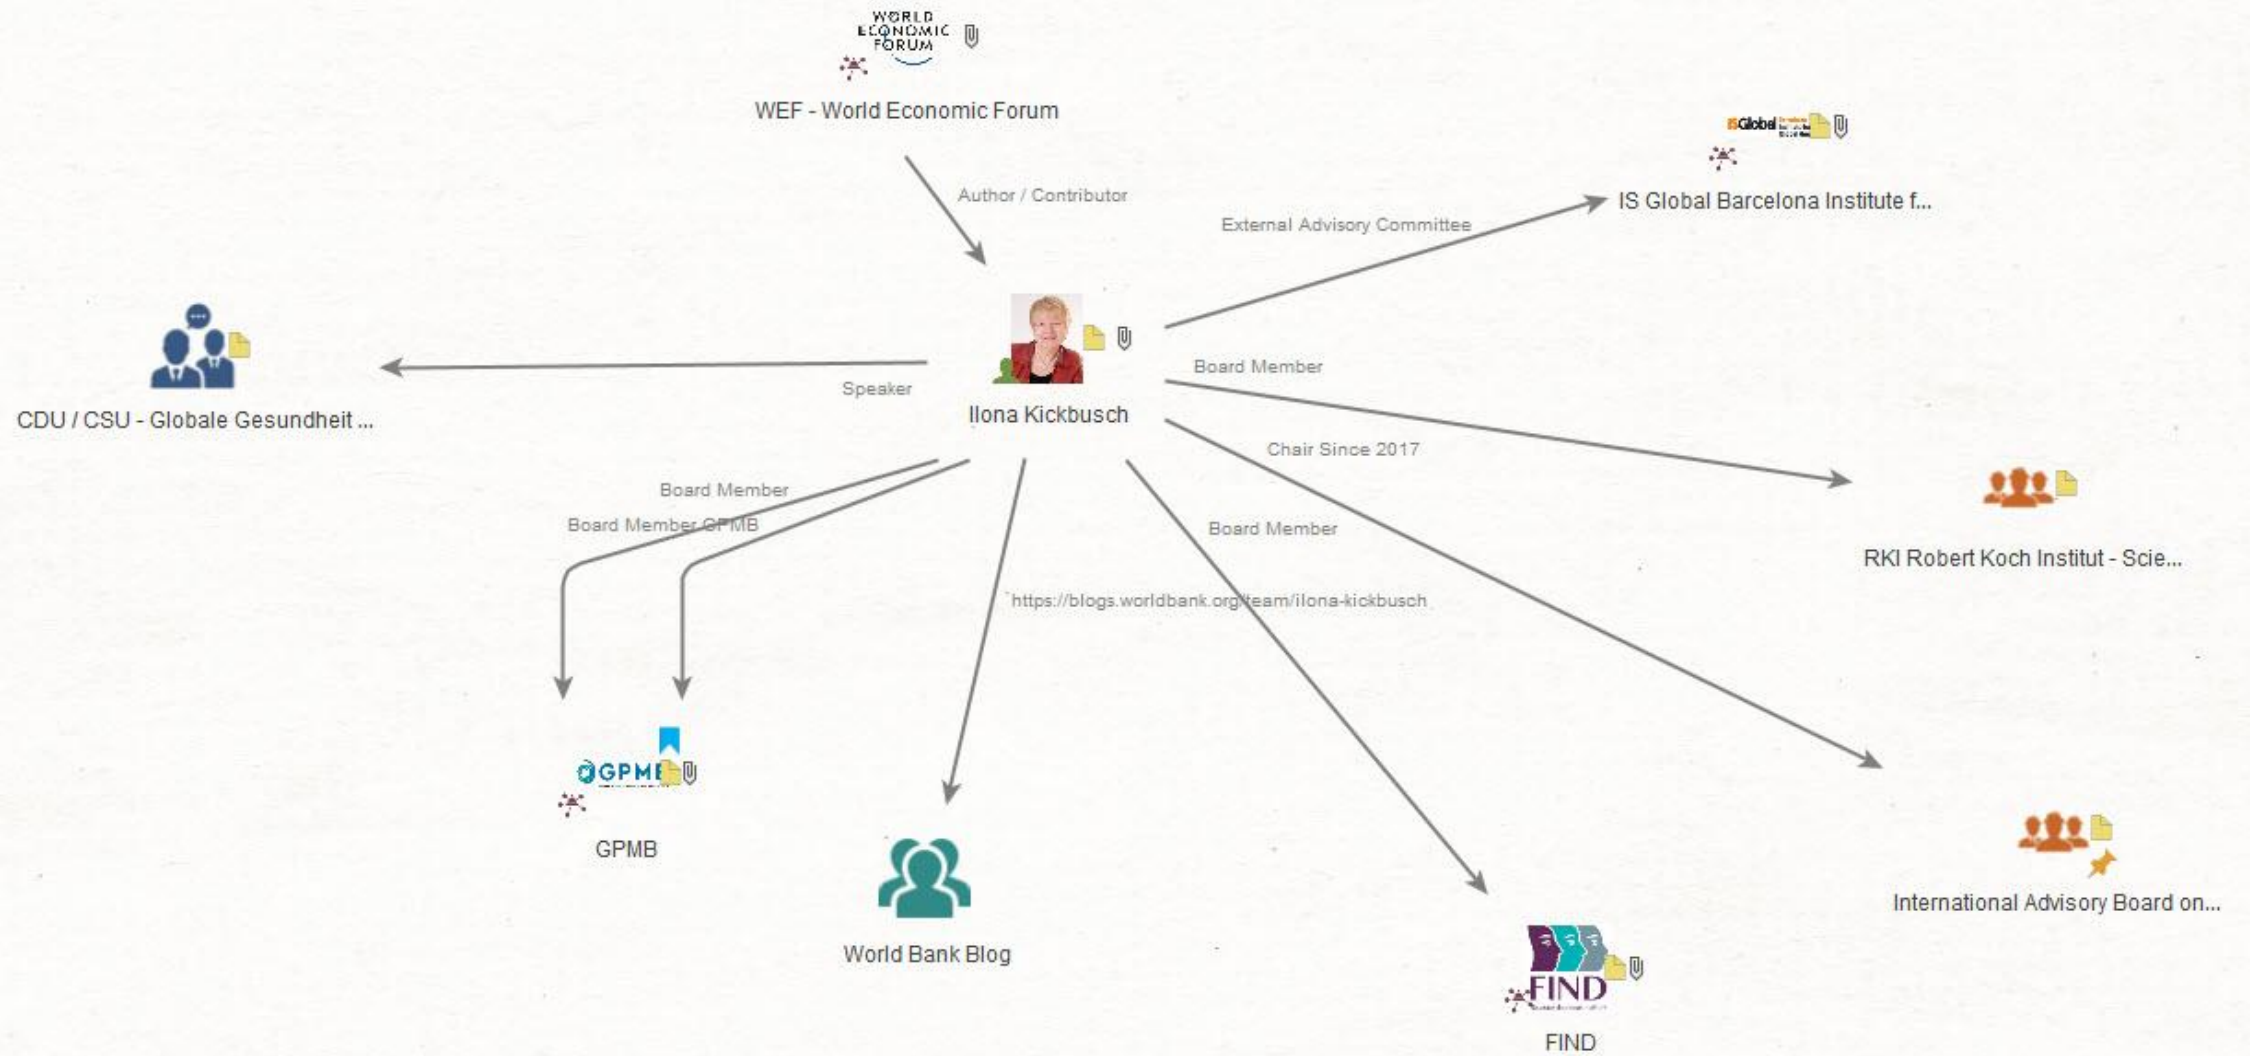 WORLD
ECONOMIC
FORUM
WEF - World Economic Forum
Author / Contributor
ISGlobal
IS Global Barcelona Institute f...
External Advisory Committee
Ilona Kickbusch
Speaker
CDU / CSU - Globale Gesundheit ...
Board Member
Chair Since 2017
RKI Robert Koch Institut - Scie...
Board Member
Board Member GPMB
Board Member
https://blogs.worldbank.org/team/ilona-kickbusch
GPMB
GPMB
World Bank Blog
International Advisory Board on...
FIND
FIND